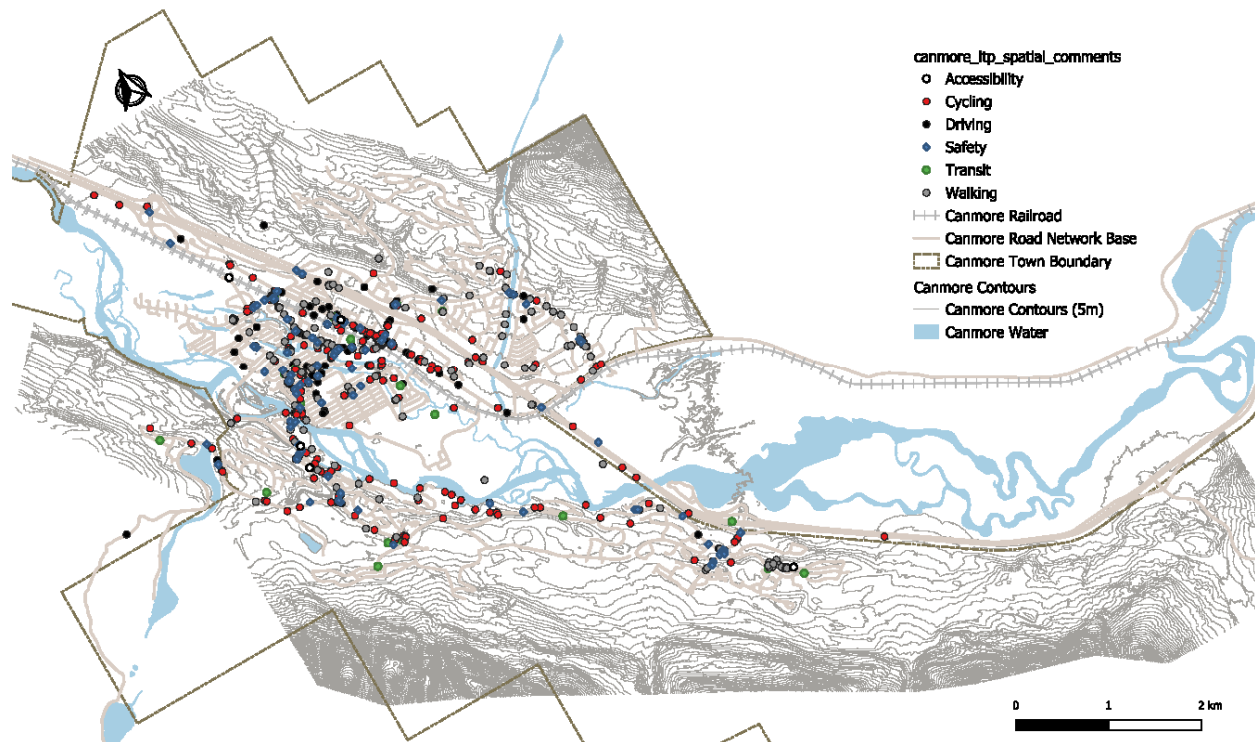 canmore_itp_spatial_comments
Accessibility
Cycling
Driving
Safety
Transit
Walking
Canmore Railroad
Canmore Road Network Base
Canmore Town Boundary
Canmore Contours
Canmore Contours (5m)
Canmore Water
0 1 2 km